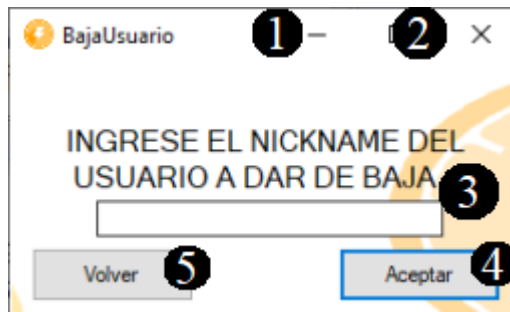 BajaUsuario 1 2
INGRESE EL NICKNAME DEL
USUARIO A DAR DE BAJA
3
Volver 5 Aceptar 4